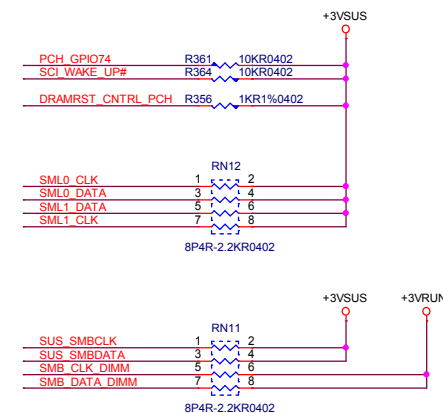 +3VSUS
PCH_GPIO74 R361 10KR0402
SCI_WAKE_UP# R364 10KR0402
DRAMRST_CNTRL_PCH R356 1KR1%0402
RN12
SML0_CLK 1 2
SML0_DATA 3 4
SML1_DATA 5 6
SML1_CLK 7 8
8P4R-2.2KR0402
+3VSUS +3VRUN
RN11
SUS_SMBCLK 1 2
SUS_SMBDATA 3 4
SMB_CLK_DIMM 5 6
SMB_DATA_DIMM 7 8
8P4R-2.2KR0402